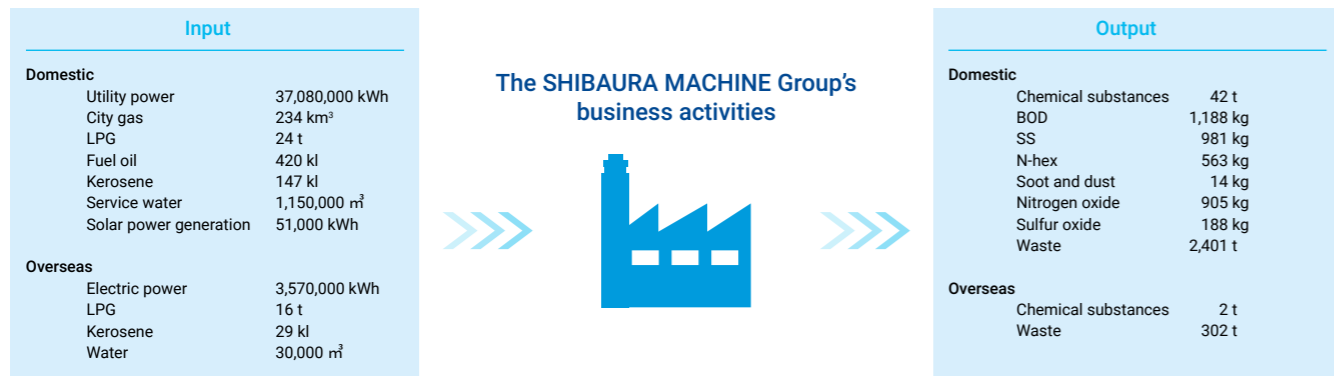 Input
Domestic
Utility power 37,080,000 kWh
City gas 234 km³
LPG 24 t
Fuel oil 420 kl
Kerosene 147 kl
Service water 1,150,000 ㎥
Solar power generation 51,000 kWh
Overseas
Electric power 3,570,000 kWh
LPG 16 t
Kerosene 29 kl
Water 30,000 ㎥
The SHIBAURA MACHINE Group's
business activities
Output
Domestic
Chemical substances 42 t
BOD 1,188 kg
SS 981 kg
N-hex 563 kg
Soot and dust 14 kg
Nitrogen oxide 905 kg
Sulfur oxide 188 kg
Waste 2,401 t
Overseas
Chemical substances 2 t
Waste 302 t